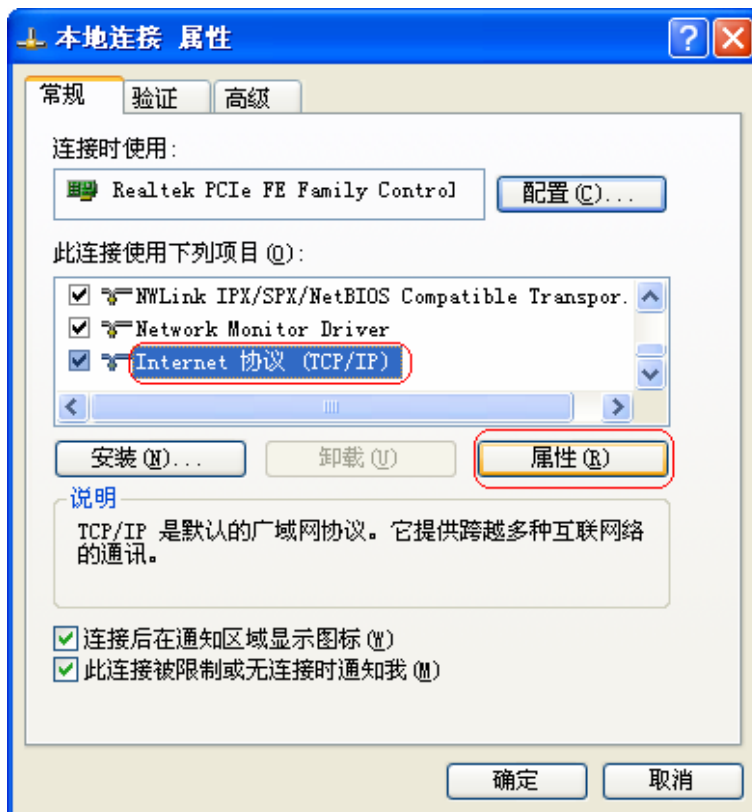 本地连接 属性
常规 验证 高级
连接时使用:
Realtek PCIe FE Family Control 配置(C)...
此连接使用下列项目(O):
NWLink IPX/SPX/NetBIOS Compatible Transpor.
Network Monitor Driver
Internet 协议 (TCP/IP)
安装(N)... 卸载(U) 属性(R)
说明
TCP/IP 是默认的广域网协议。它提供跨越多种互联网络
的通讯。
连接后在通知区域显示图标(W)
此连接被限制或无连接时通知我(M)
确定 取消